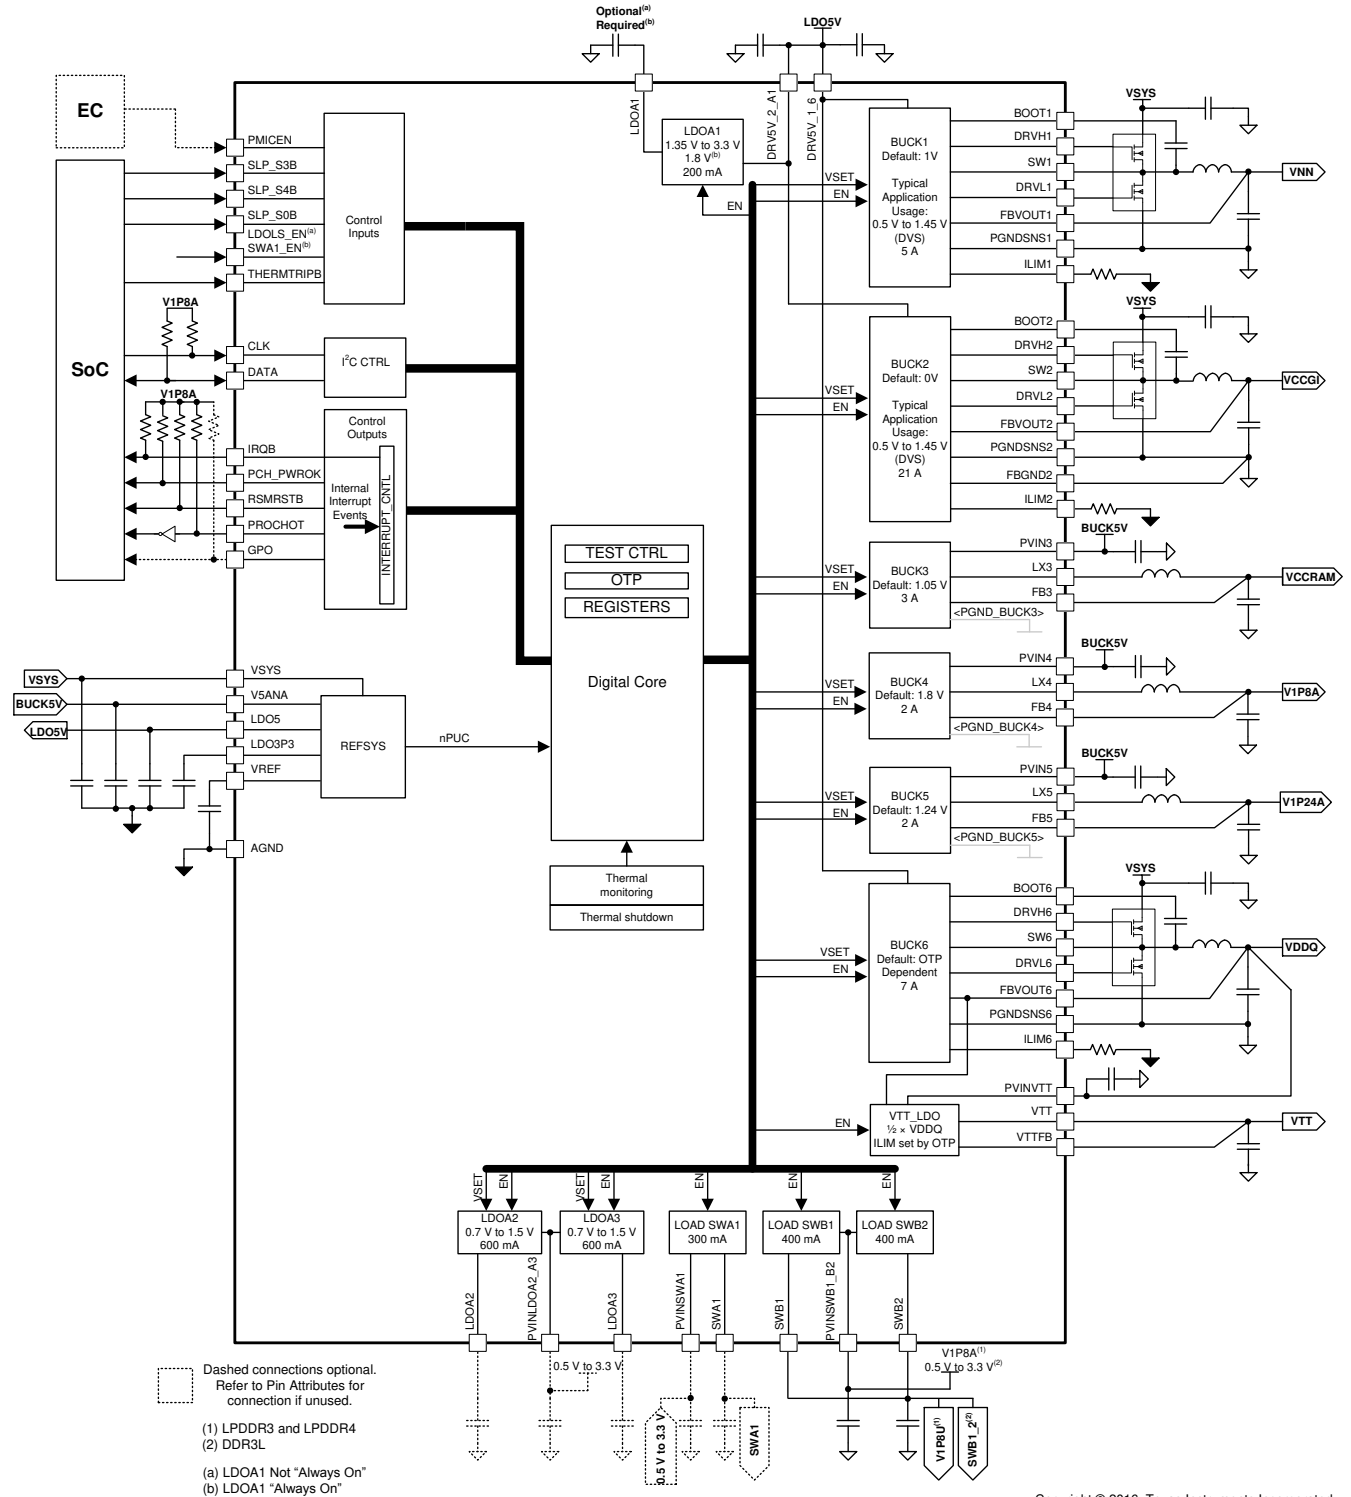 Optional(a)
Required(b)
LDO5V
EC
LDOA1
DRV5V_2_A1
DRV5V_1_6
PMICEN
SLP_S3B
SLP_S4B
SLP_S0B
LDOLS_EN(a)
SWA1_EN(b)
THERMTRIPB
Control
Inputs
LDOA1
1.35 V to 3.3 V
1.8 V(b)
200 mA
EN
VSET
EN
BUCK1
Default: 1V
Typical
Application
Usage:
0.5 V to 1.45 V
(DVS)
5 A
BOOT1
DRVH1
SW1
DRVL1
FBVOUT1
PGNDSNS1
ILIM1
VSYS
VNN
SoC
V1P8A
CLK
DATA
I2C CTRL
V1P8A
IRQB
PCH_PWROK
RSMRSTB
PROCHOT
GPO
Control
Outputs
Internal
Interrupt
Events
INTERRUPT_CNTL
VSET
EN
BUCK2
Default: 0V
Typical
Application
Usage:
0.5 V to 1.45 V
(DVS)
21 A
BOOT2
DRVH2
SW2
DRVL2
FBVOUT2
PGNDSNS2
FBGND2
ILIM2
VSYS
VCCGI
TEST CTRL
OTP
REGISTERS
Digital Core
VSET
EN
BUCK3
Default: 1.05 V
3 A
PVIN3
LX3
FB3
<PGND_BUCK3>
BUCK5V
VCCRAM
VSET
EN
BUCK4
Default: 1.8 V
2 A
PVIN4
LX4
FB4
<PGND_BUCK4>
BUCK5V
V1P8A
VSYS
BUCK5V
LDO5V
VSYS
V5ANA
LDO5
LDO3P3
VREF
AGND
REFSYS
nPUC
VSET
EN
BUCK5
Default: 1.24 V
2 A
PVIN5
LX5
FB5
<PGND_BUCK5>
BUCK5V
V1P24A
Thermal
monitoring
Thermal shutdown
VSET
EN
BUCK6
Default: OTP
Dependent
7 A
BOOT6
DRVH6
SW6
DRVL6
FBVOUT6
PGNDSNS6
ILIM6
VSYS
VDDQ
EN
VTT_LDO
½ × VDDQ
ILIM set by OTP
PVINVTT
VTT
VTTFB
VTT
VSET
EN
VSET
EN
EN
EN
EN
LDOA2
0.7 V to 1.5 V
600 mA
LDOA3
0.7 V to 1.5 V
600 mA
LOAD SWA1
300 mA
LOAD SWB1
400 mA
LOAD SWB2
400 mA
LDOA2
PVINLDOA2_A3
LDOA3
PVINSWA1
SWA1
SWB1
PVINSWB1_B2
SWB2
0.5 V to 3.3 V
V1P8A(1)
0.5 V to 3.3 V(2)
0.5 V to 3.3 V
SWA1
V1P8U(1)
SWB1_2(2)
Dashed connections optional.
Refer to Pin Attributes for
connection if unused.
(1) LPDDR3 and LPDDR4
(2) DDR3L
(a) LDOA1 Not “Always On”
(b) LDOA1 “Always On”